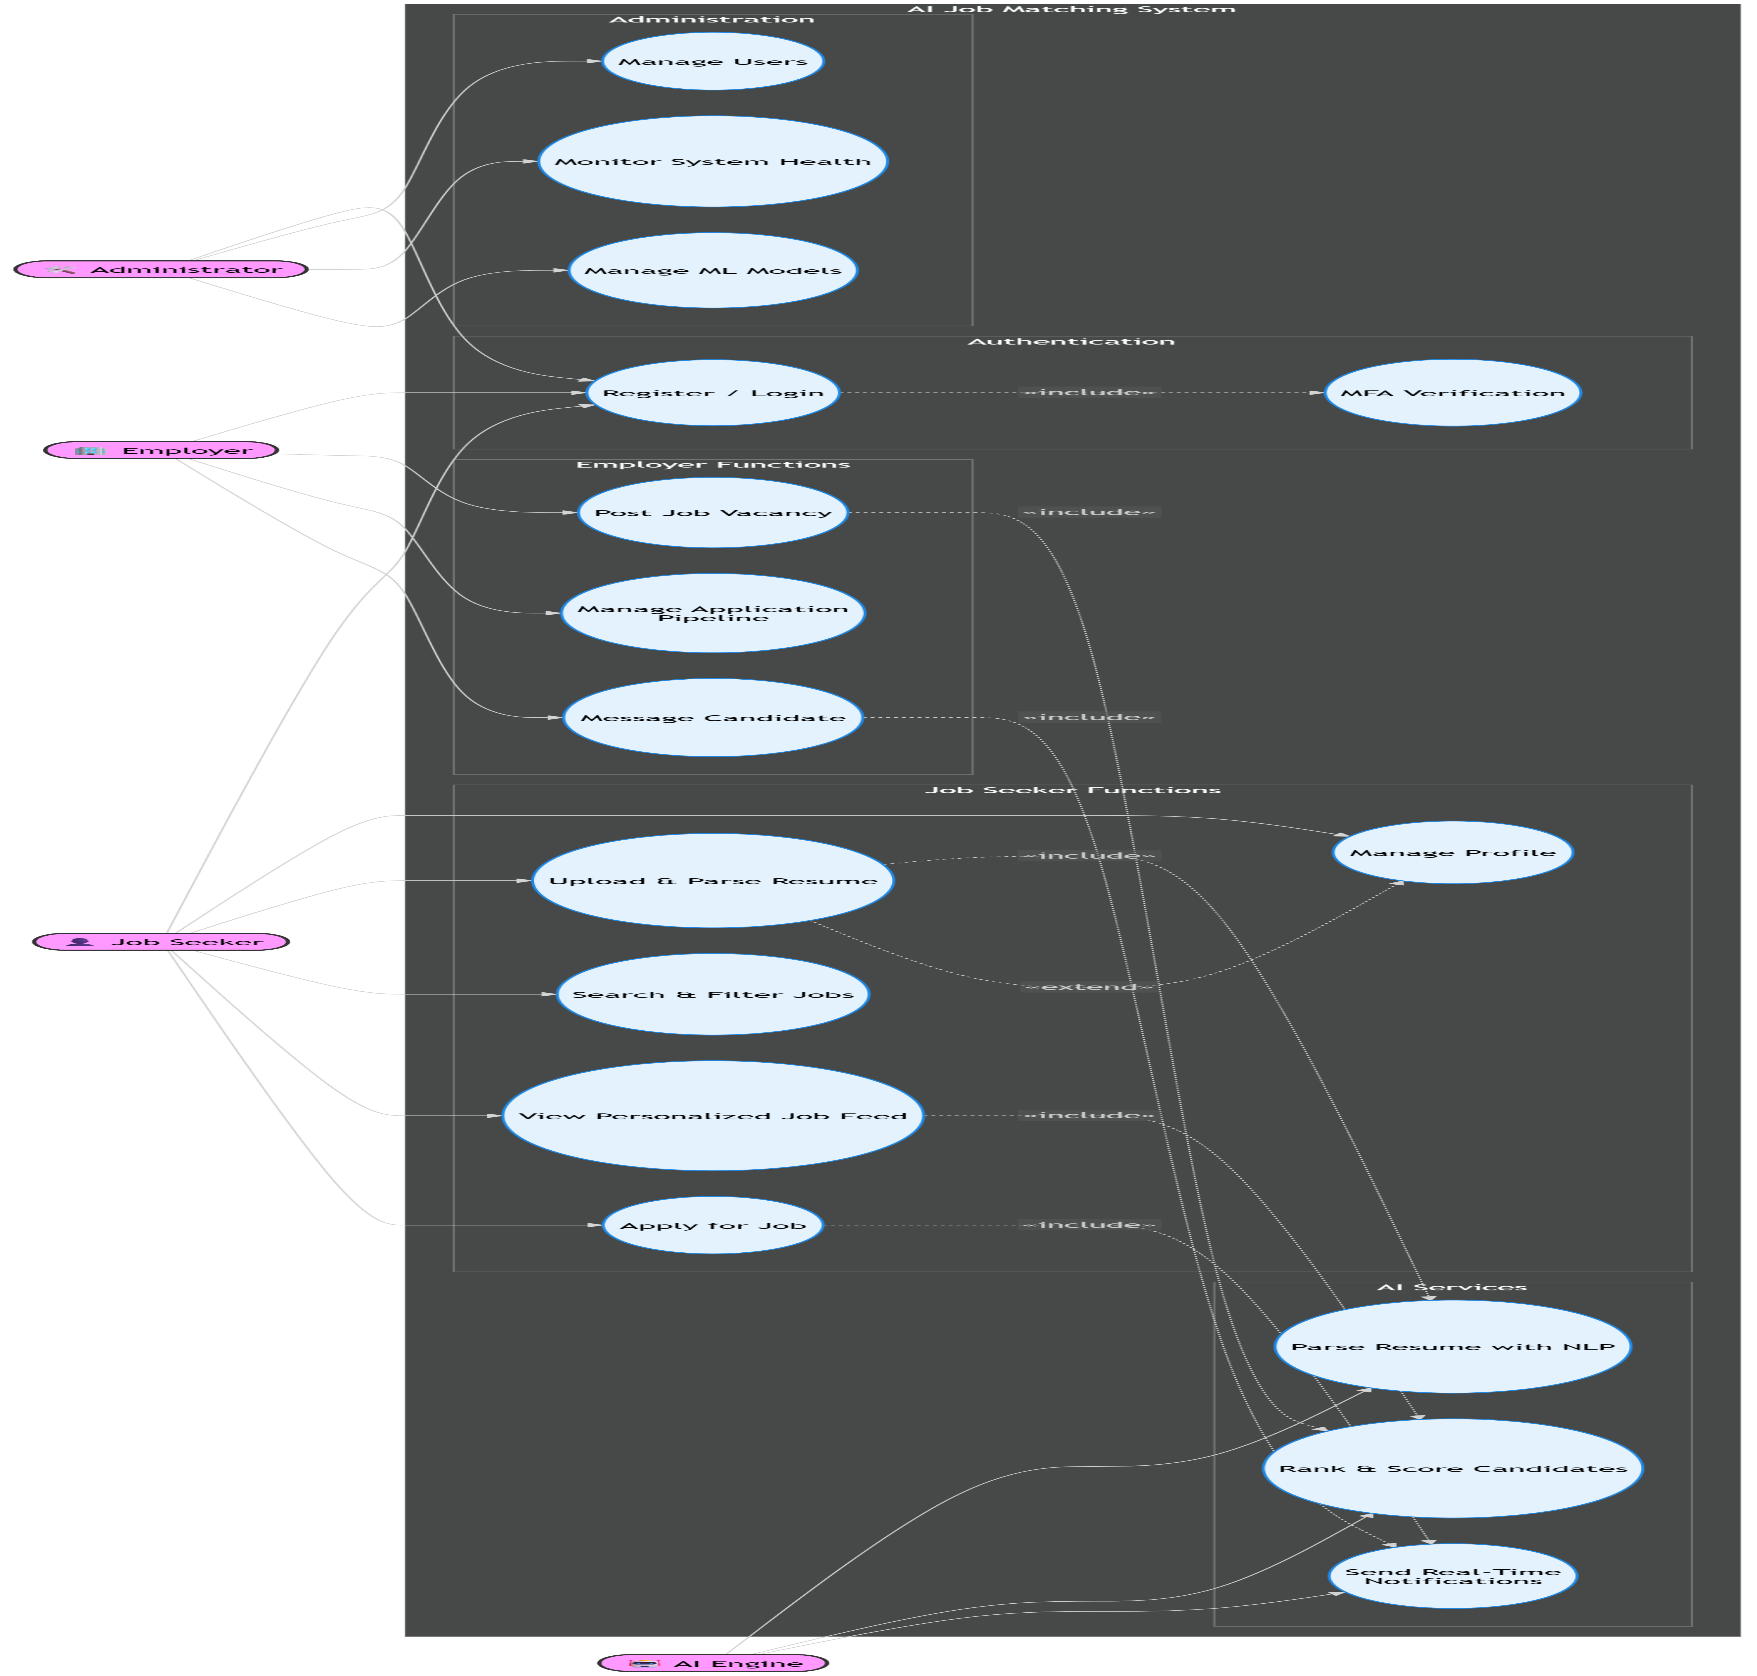 AI Job Matching System
Administration
Manage Users
Monitor System Health
Administrator
Manage ML Models
Authentication
Register / Login
«include»
MFA Verification
Employer
Employer Functions
Post Job Vacancy
«include»
Manage Application
Pipeline
Message Candidate
«include»
Job Seeker Functions
Manage Profile
«include»
Upload & Parse Resume
Job Seeker
«extend»
Search & Filter Jobs
View Personalized Job Feed
«include»
Apply for Job
«include»
AI Services
Parse Resume with NLP
Rank & Score Candidates
Send Real-Time
Notifications
AI Engine